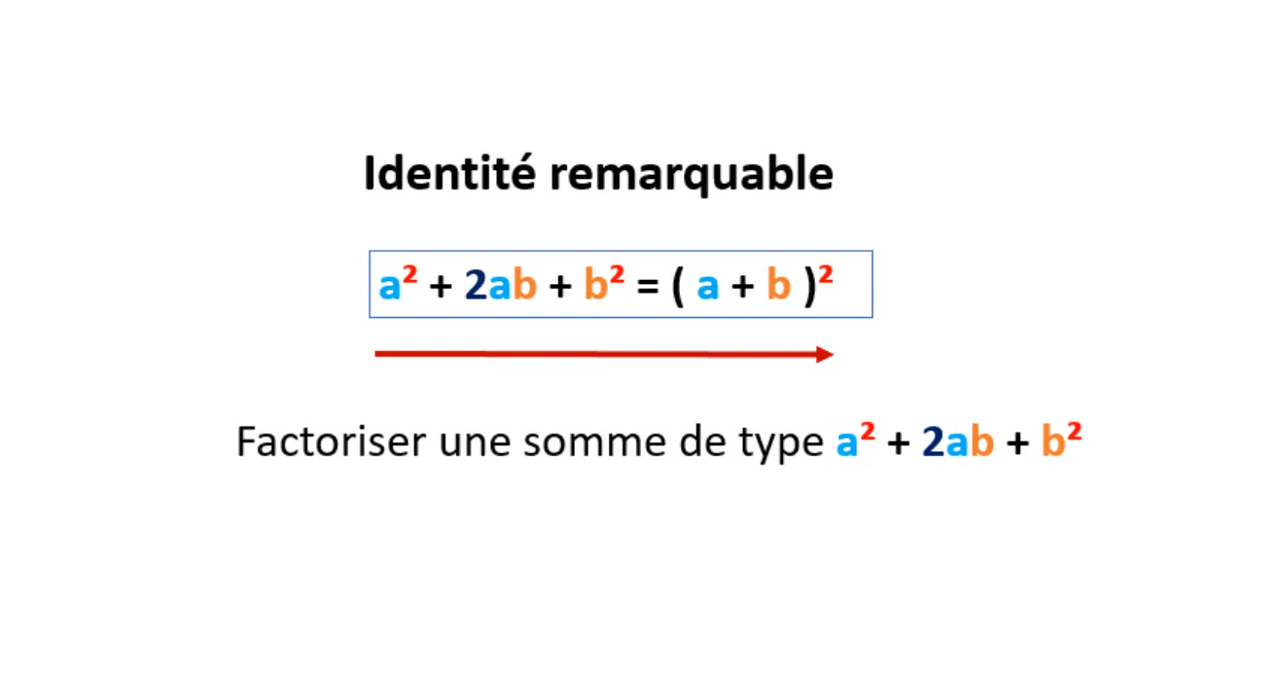 Identité remarquable
a² + 2ab + b² = ( a + b )²
Factoriser une somme de type a² + 2ab + b²